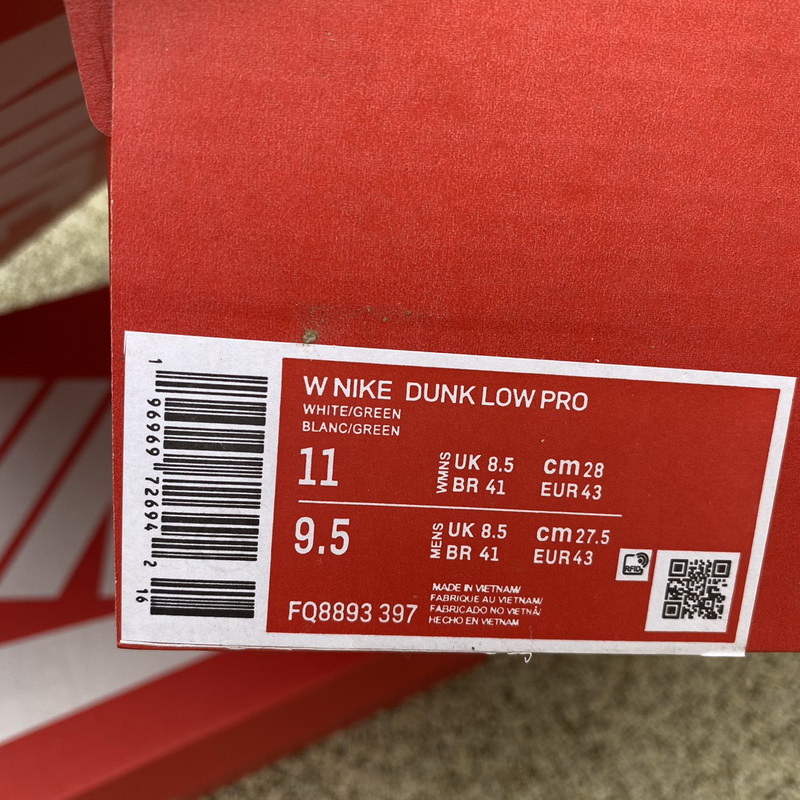 W NIKE DUNK LOW PRO
WHITE/GREEN
BLANC/GREEN
11
WMNS
UK 8.5 cm 28
BR 41 EUR 43
9.5
MENS
UK 8.5 cm 27.5
BR 41 EUR 43
RFID
FQ8893 397
MADE IN VIETNAM/
FABRIQUE AU VIETNAM/
FABRICADO NO VIETNÃ/
HECHO EN VIETNAM
1 96969 72694 2 16